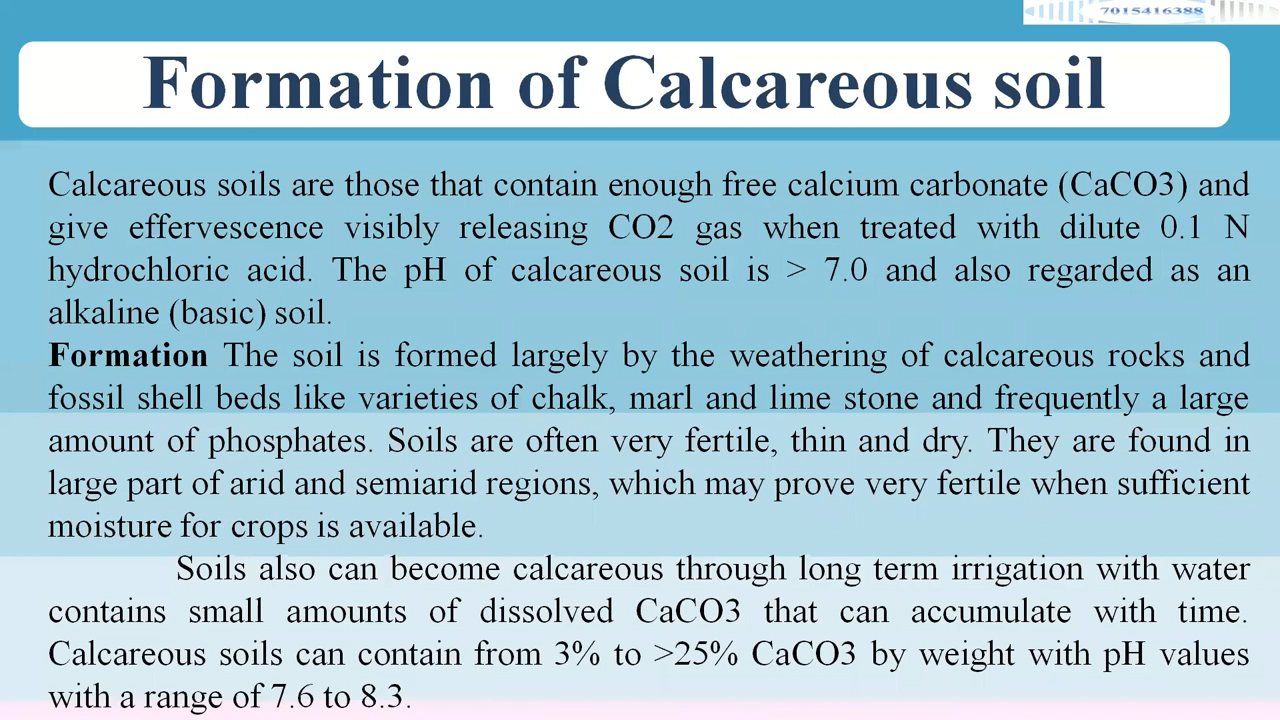 7015416388
Formation of Calcareous soil
Calcareous soils are those that contain enough free calcium carbonate (CaCO3) and
give effervescence visibly releasing CO2 gas when treated with dilute 0.1 N
hydrochloric acid. The pH of calcareous soil is > 7.0 and also regarded as an
alkaline (basic) soil.
Formation The soil is formed largely by the weathering of calcareous rocks and
fossil shell beds like varieties of chalk, marl and lime stone and frequently a large
amount of phosphates. Soils are often very fertile, thin and dry. They are found in
large part of arid and semiarid regions, which may prove very fertile when sufficient
moisture for crops is available.
Soils also can become calcareous through long term irrigation with water
contains small amounts of dissolved CaCO3 that can accumulate with time.
Calcareous soils can contain from 3% to >25% CaCO3 by weight with pH values
with a range of 7.6 to 8.3.